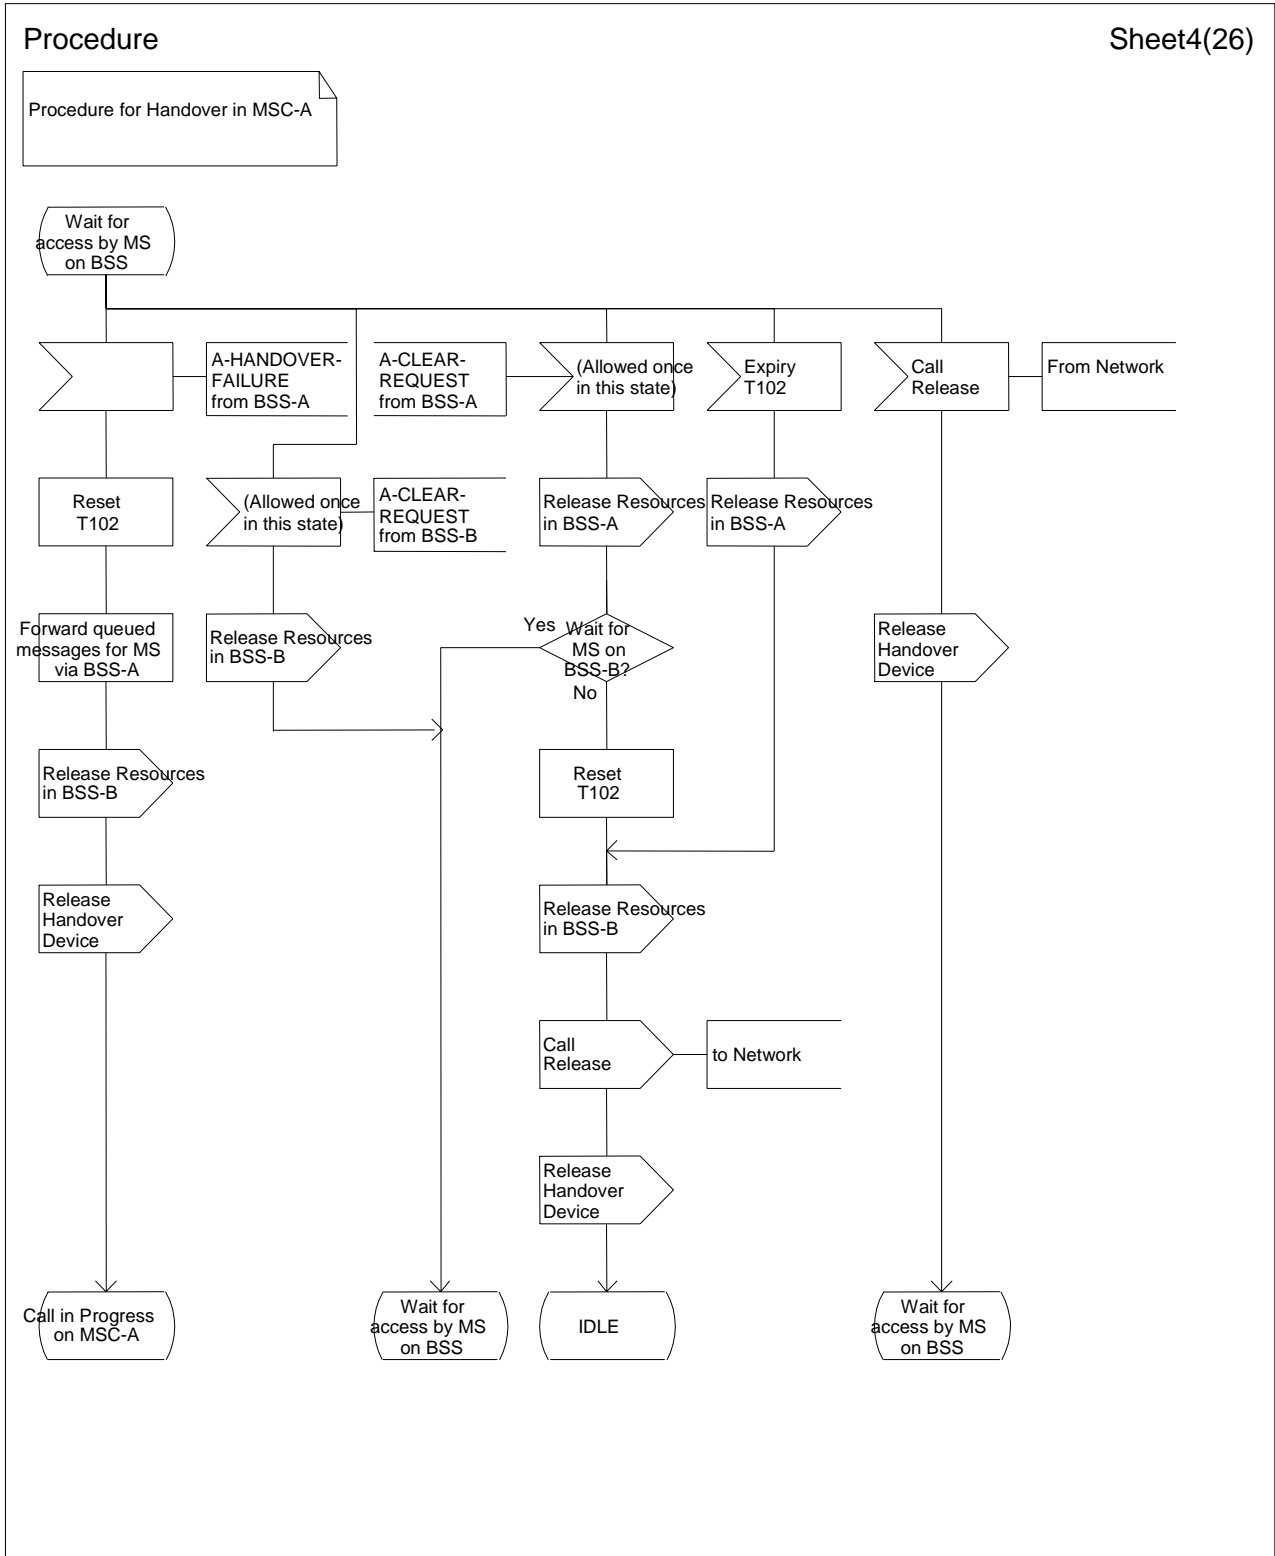 Procedure
Sheet4(26)
Procedure for Handover in MSC-A
Wait for
access by MS
on BSS
A-HANDOVER-
FAILURE
from BSS-A
A-CLEAR-
REQUEST
from BSS-A
(Allowed once
in this state)
Expiry
T102
Call
Release
From Network
Reset
T102
(Allowed once
in this state)
A-CLEAR-
REQUEST
from BSS-B
Release Resources
in BSS-A
Release Resources
in BSS-A
Forward queued
messages for MS
via BSS-A
Release Resources
in BSS-B
Yes
Wait for
MS on
BSS-B?
No
Release
Handover
Device
Release Resources
in BSS-B
Reset
T102
Release
Handover
Device
Release Resources
in BSS-B
Call
Release
to Network
Release
Handover
Device
Call in Progress
on MSC-A
Wait for
access by MS
on BSS
IDLE
Wait for
access by MS
on BSS